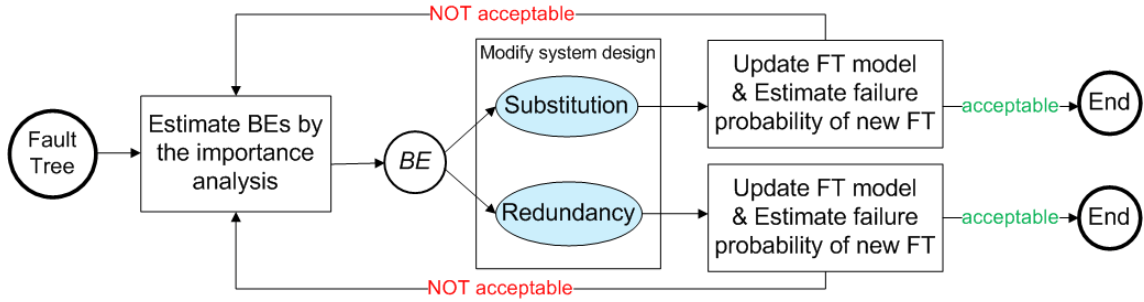 NOT acceptable
Modify system design
Fault
Tree
Estimate BEs by
the importance
analysis
BE
Substitution
Redundancy
Update FT model
& Estimate failure
probability of new FT
acceptable
End
Update FT model
& Estimate failure
probability of new FT
acceptable
End
NOT acceptable